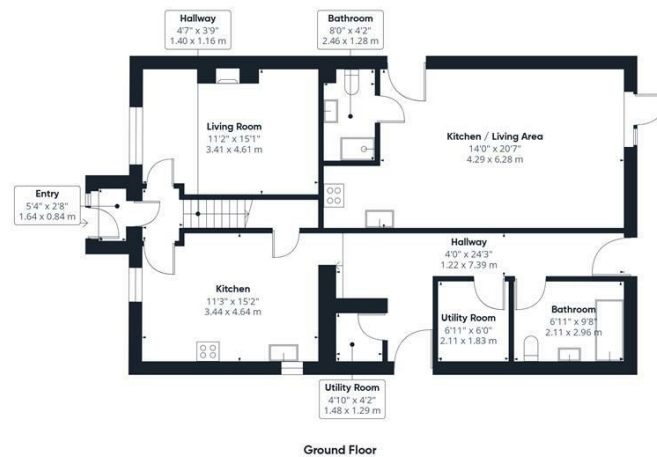 Hallway
4'7" x 3'9"
1.40 x 1.16 m
Bathroom
8'0" x 4'2"
2.46 x 1.28 m
Living Room
11'2" x 15'1"
3.41 x 4.61 m
Kitchen / Living Area
14'0" x 20'7"
4.29 x 6.28 m
Entry
5'4" x 2'8"
1.64 x 0.84 m
Hallway
4'0" x 24'3"
1.22 x 7.39 m
Kitchen
11'3" x 15'2"
3.44 x 4.64 m
Utility Room
6'11" x 6'0"
2.11 x 1.83 m
Bathroom
6'11" x 9'8"
2.11 x 2.96 m
Utility Room
4'10" x 4'2"
1.48 x 1.29 m
Ground Floor